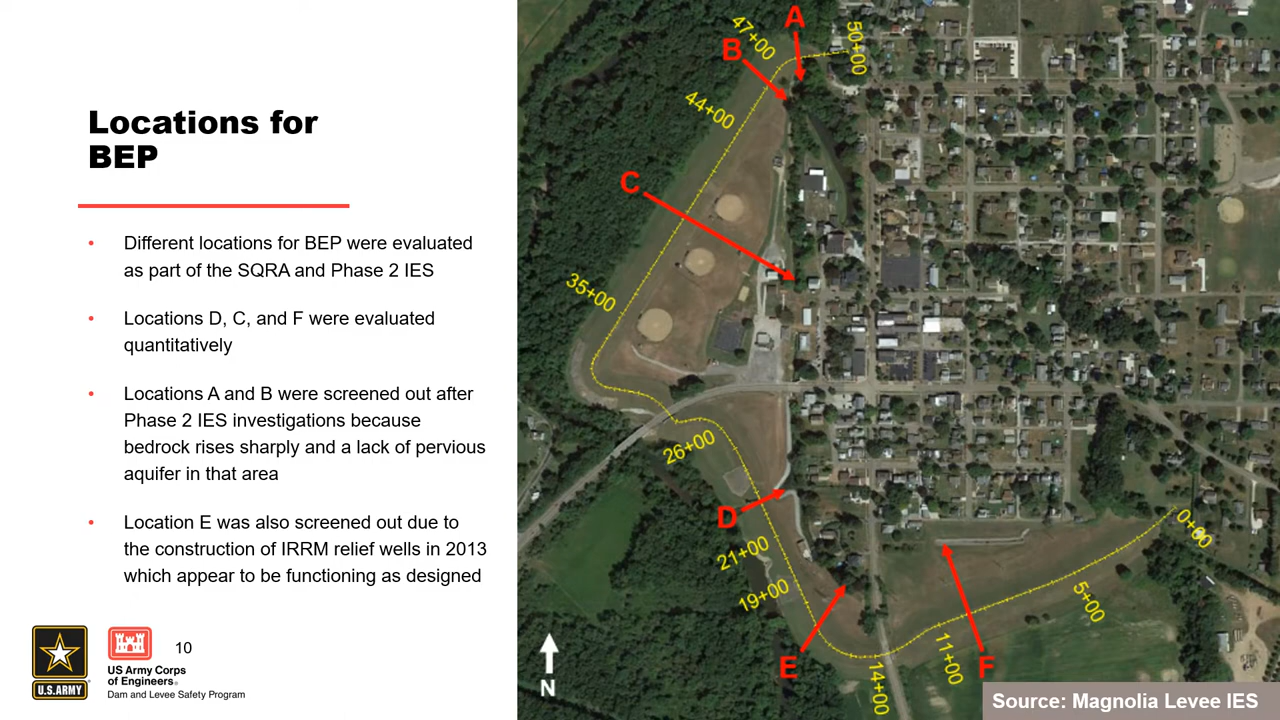 Locations for
BEP
• Different locations for BEP were evaluated
as part of the SQRA and Phase 2 IES
• Locations D, C, and F were evaluated
quantitatively
• Locations A and B were screened out after
Phase 2 IES investigations because
bedrock rises sharply and a lack of pervious
aquifer in that area
• Location E was also screened out due to
the construction of IRRM relief wells in 2013
which appear to be functioning as designed
U.S.ARMY
US Army Corps
of Engineers®
Dam and Levee Safety Program
10
A
47+00
50+00
B
44+00
C
35+00
26+00
D
21+00
19+00
0+00
5+00
11+00
E
F
14+00
N
Source: Magnolia Levee IES